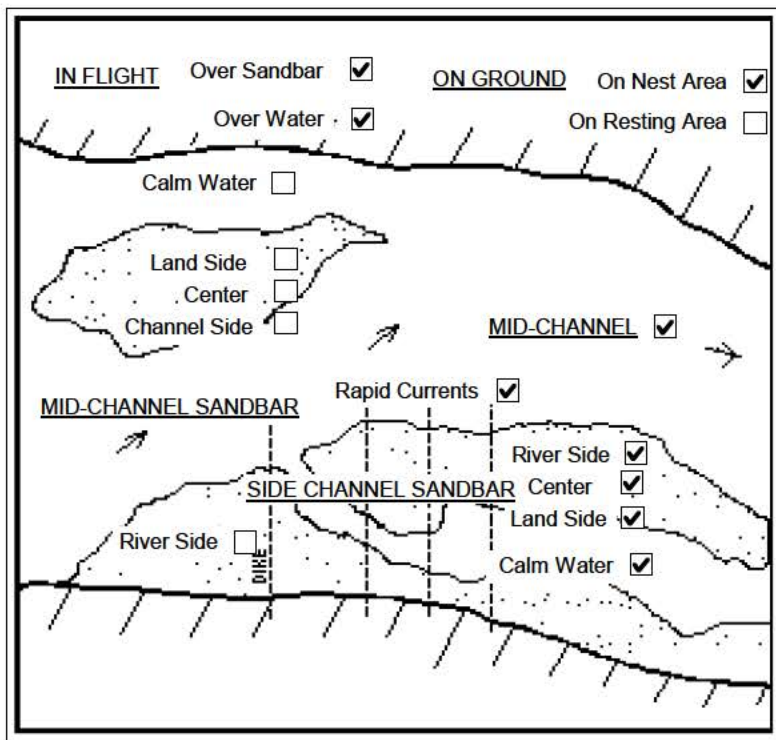 IN FLIGHT Over Sandbar ON GROUND On Nest Area
Over Water On Resting Area
Calm Water
Land Side
Center
Channel Side MID-CHANNEL
Rapid Currents
MID-CHANNEL SANDBAR
River Side
SIDE CHANNEL SANDBAR Center
Land Side
River Side
DIKE
Calm Water